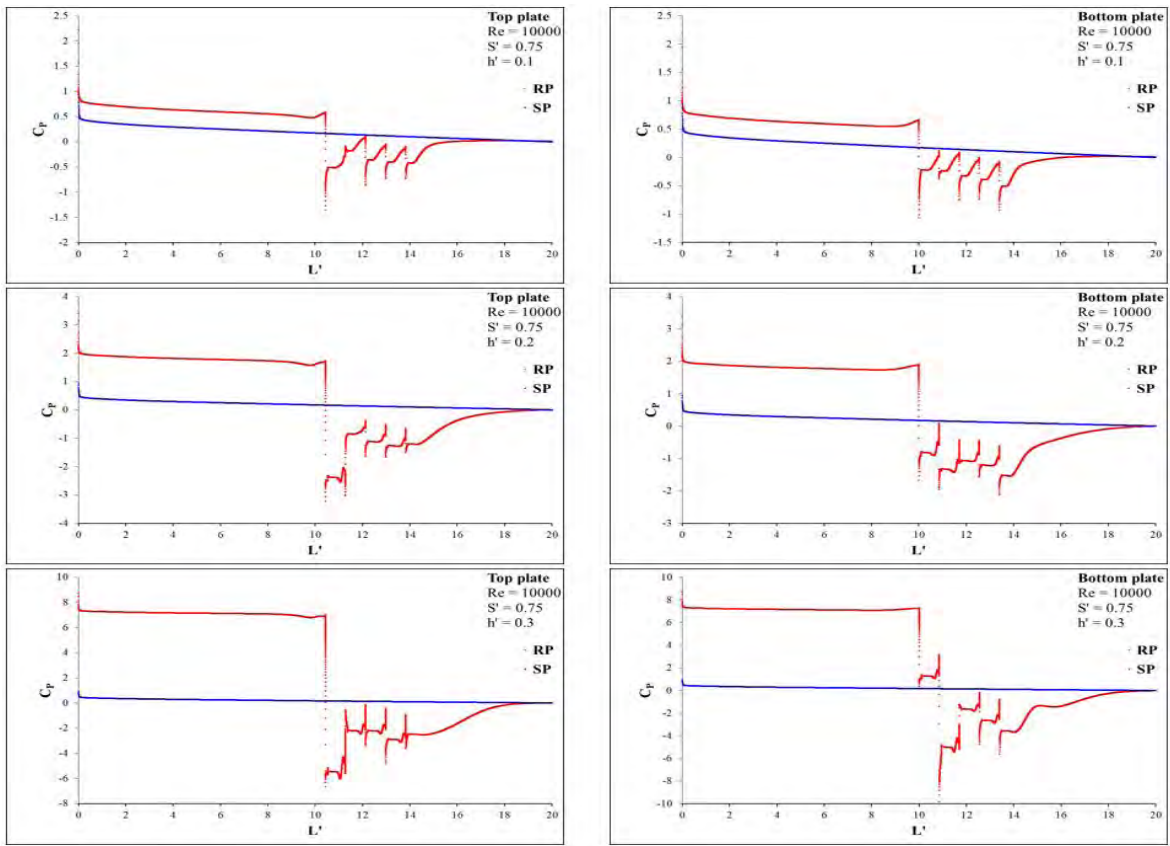 Top plate
Re = 10000
S' = 0.75
h' = 0.1
RP
SP
C_P
2.5
2
1.5
1
0.5
0
-0.5
-1
-1.5
-2
0 2 4 6 8 10 12 14 16 18 20
L'
Bottom plate
Re = 10000
S' = 0.75
h' = 0.1
RP
SP
C_P
2.5
2
1.5
1
0.5
0
-0.5
-1
-1.5
0 2 4 6 8 10 12 14 16 18 20
L'
Top plate
Re = 10000
S' = 0.75
h' = 0.2
RP
SP
C_P
4
3
2
1
0
-1
-2
-3
-4
0 2 4 6 8 10 12 14 16 18 20
L'
Bottom plate
Re = 10000
S' = 0.75
h' = 0.2
RP
SP
C_P
4
3
2
1
0
-1
-2
-3
0 2 4 6 8 10 12 14 16 18 20
L'
Top plate
Re = 10000
S' = 0.75
h' = 0.3
RP
SP
C_P
10
8
6
4
2
0
-2
-4
-6
-8
0 2 4 6 8 10 12 14 16 18 20
L'
Bottom plate
Re = 10000
S' = 0.75
h' = 0.3
RP
SP
C_P
10
8
6
4
2
0
-2
-4
-6
-8
-10
0 2 4 6 8 10 12 14 16 18 20
L'